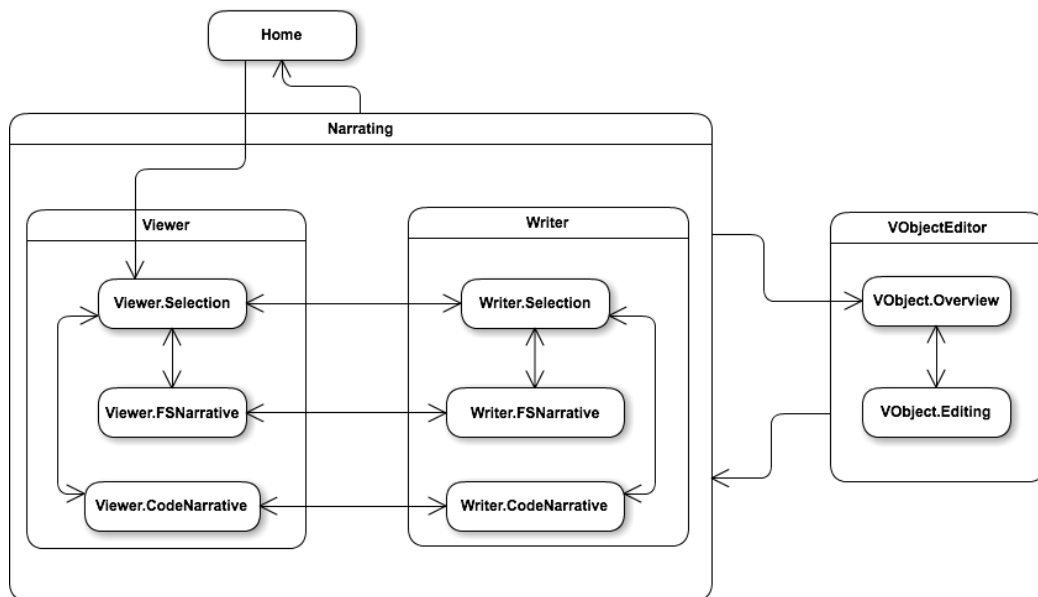 Home
Narrating
Viewer
Writer
VObjectEditor
Viewer.Selection
Writer.Selection
VObject.Overview
Viewer.FSNarrative
Writer.FSNarrative
VObject.Editing
Viewer.CodeNarrative
Writer.CodeNarrative